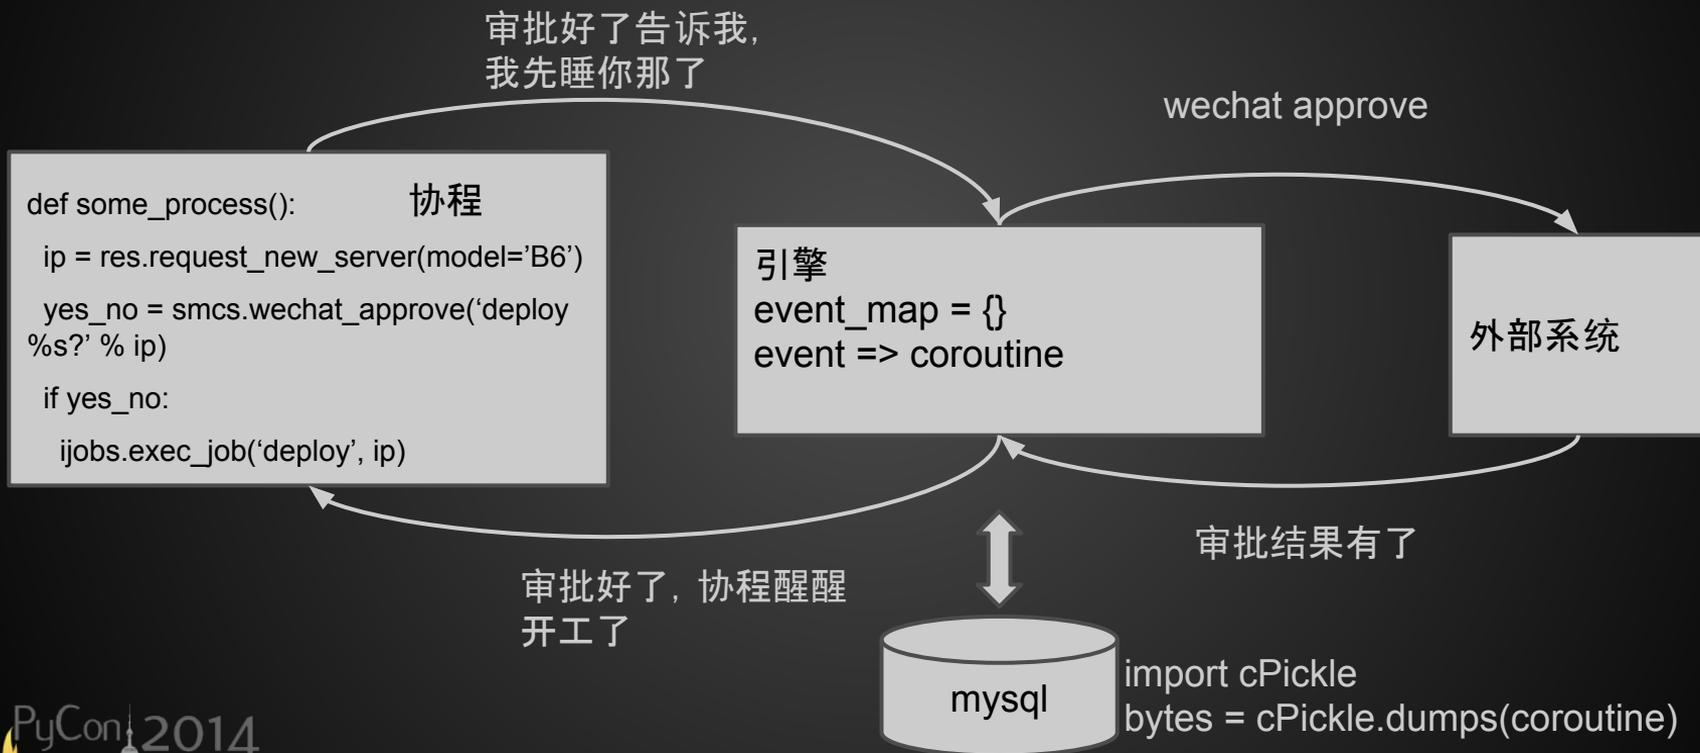 审批好了告诉我,
我先睡你那了
wechat approve
def some_process():
协程
ip = res.request_new_server(model=’B6’)
yes_no = smcs.wechat_approve(‘deploy
%s?’ % ip)
if yes_no:
ijobs.exec_job(‘deploy’, ip)
引擎
event_map = {}
event => coroutine
外部系统
审批结果有了
审批好了, 协程醒醒
开工了
mysql
import cPickle
bytes = cPickle.dumps(coroutine)
PyCon 2014